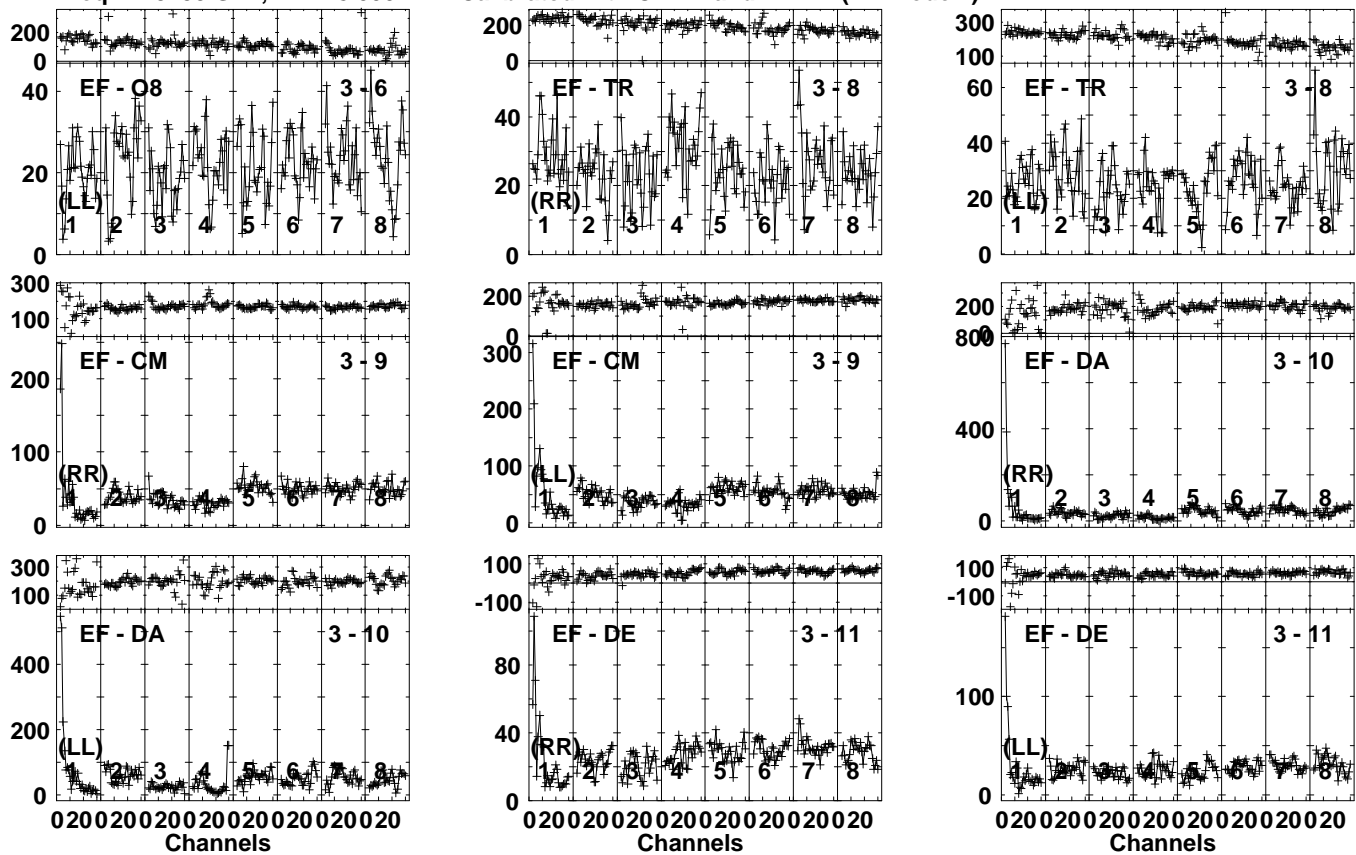 200 0 200 0 300 100
EF - O8 3 - 6 EF - TR 3 - 8 EF - TR 3 - 8
40 20 0 40 20 0 60 40 20 0
(LL) (RR) (LL)
1 2 3 4 5 6 7 8 1 2 3 4 5 6 7 8 1 2 3 4 5 6 7 8
300 100 200 0 200 0
EF - CM 3 - 9 EF - CM 3 - 9 EF - DA 3 - 10
200 100 0 300 200 100 0 800 400 0
(RR) (LL) (RR)
1 2 3 4 5 6 7 8 1 2 3 4 5 6 7 8 1 2 3 4 5 6 7 8
300 100 100 -100 100 -100
EF - DA 3 - 10 EF - DE 3 - 11 EF - DE 3 - 11
400 200 0 80 40 0 100 0
(LL) (RR) (LL)
1 2 3 4 5 6 7 8 1 2 3 4 5 6 7 8 1 2 3 4 5 6 7 8
0 20 0 20 0 20 0 20 0 20 0 20 0 20 0 20 0 20 0 20 0 20 0 20 0 20 0 20 0 20 0 20 0 20 0 20 0 20 0 20 0 20 0 20 0 20 0 20
Channels Channels Channels